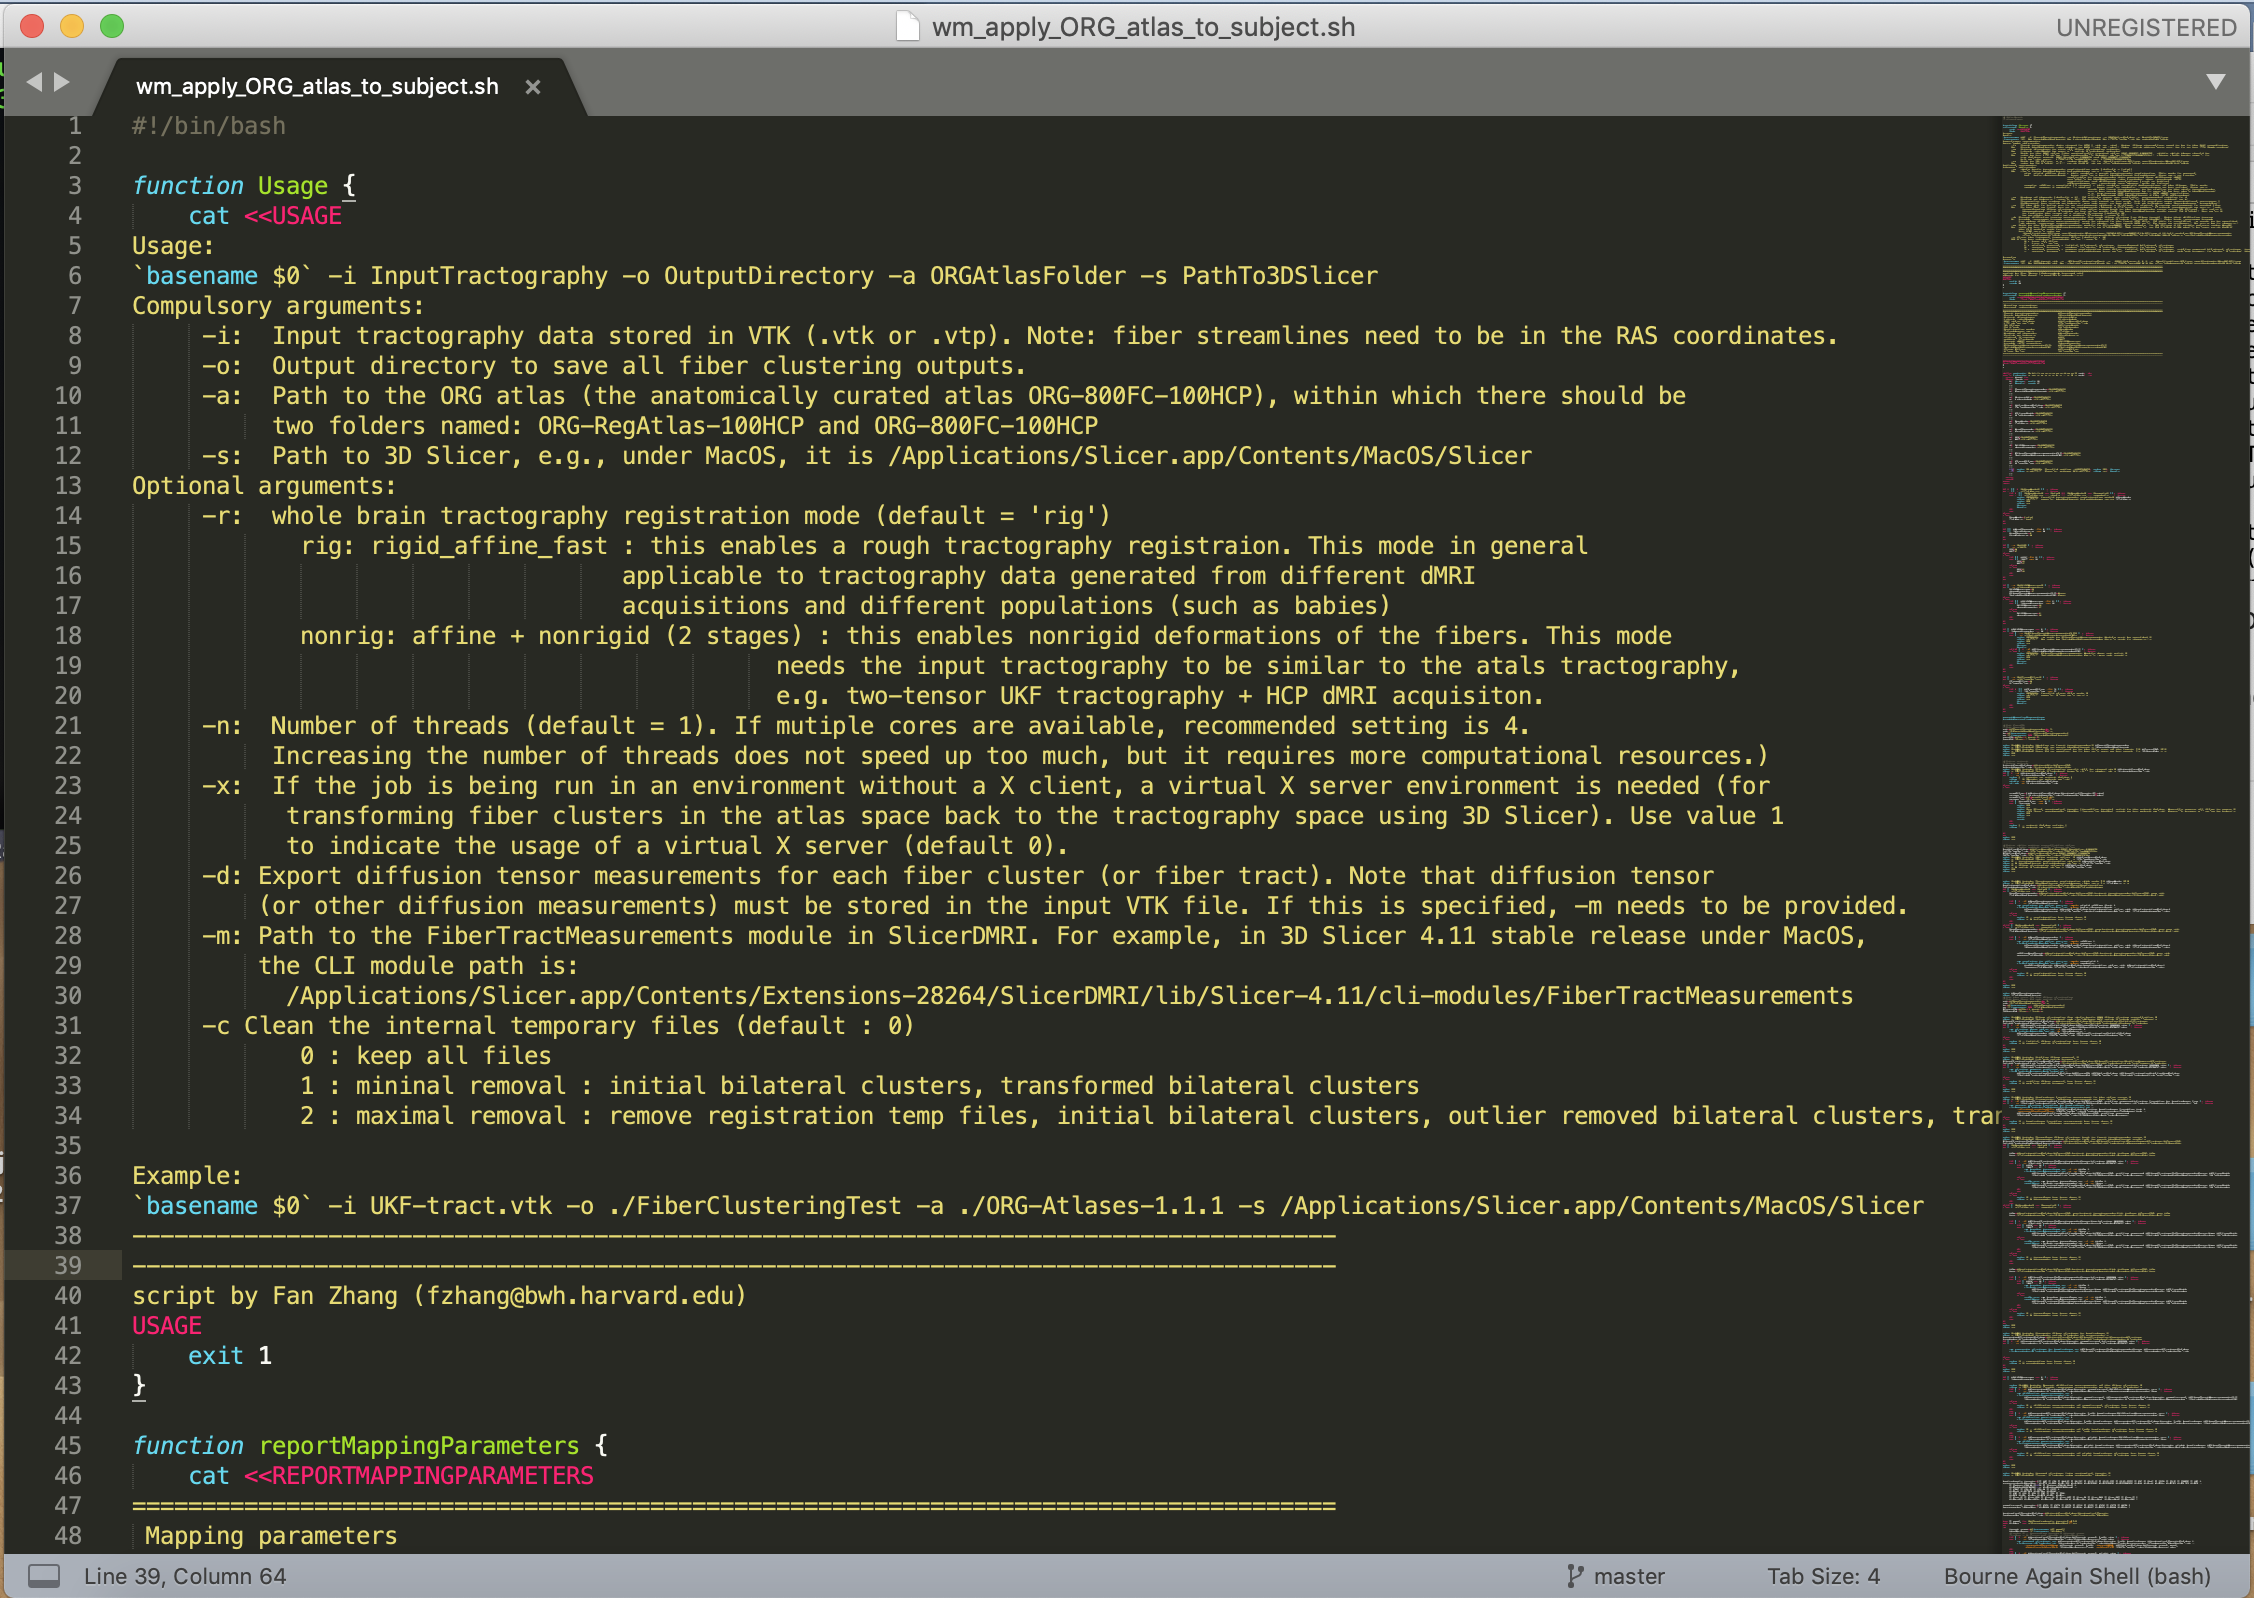 wm_apply_ORG_atlas_to_subject.sh
UNREGISTERED
wm_apply_ORG_atlas_to_subject.sh ×
1 #!/bin/bash
2
3 function Usage {
4     cat <<USAGE
5 Usage:
6 `basename $0` -i InputTractography -o OutputDirectory -a ORGAtlasFolder -s PathTo3DSlicer
7 Compulsory arguments:
8      -i:  Input tractography data stored in VTK (.vtk or .vtp). Note: fiber streamlines need to be in the RAS coordinates.
9      -o:  Output directory to save all fiber clustering outputs.
10      -a:  Path to the ORG atlas (the anatomically curated atlas ORG-800FC-100HCP), within which there should be
11           two folders named: ORG-RegAtlas-100HCP and ORG-800FC-100HCP
12      -s:  Path to 3D Slicer, e.g., under MacOS, it is /Applications/Slicer.app/Contents/MacOS/Slicer
13 Optional arguments:
14      -r:  whole brain tractography registration mode (default = 'rig')
15             rig: rigid_affine_fast : this enables a rough tractography registraion. This mode in general
16                                    applicable to tractography data generated from different dMRI
17                                    acquisitions and different populations (such as babies)
18             nonrig: affine + nonrigid (2 stages) : this enables nonrigid deformations of the fibers. This mode
19                                               needs the input tractography to be similar to the atals tractography,
20                                               e.g. two-tensor UKF tractography + HCP dMRI acquisiton.
21      -n:  Number of threads (default = 1). If mutiple cores are available, recommended setting is 4.
22           Increasing the number of threads does not speed up too much, but it requires more computational resources.)
23      -x:  If the job is being run in an environment without a X client, a virtual X server environment is needed (for
24            transforming fiber clusters in the atlas space back to the tractography space using 3D Slicer). Use value 1
25            to indicate the usage of a virtual X server (default 0).
26      -d: Export diffusion tensor measurements for each fiber cluster (or fiber tract). Note that diffusion tensor
27          (or other diffusion measurements) must be stored in the input VTK file. If this is specified, -m needs to be provided.
28      -m: Path to the FiberTractMeasurements module in SlicerDMRI. For example, in 3D Slicer 4.11 stable release under MacOS,
29          the CLI module path is:
30            /Applications/Slicer.app/Contents/Extensions-28264/SlicerDMRI/lib/Slicer-4.11/cli-modules/FiberTractMeasurements
31      -c Clean the internal temporary files (default : 0)
32             0 : keep all files
33             1 : mininal removal : initial bilateral clusters, transformed bilateral clusters
34             2 : maximal removal : remove registration temp files, initial bilateral clusters, outlier removed bilateral clusters, tran
35
36 Example:
37 `basename $0` -i UKF-tract.vtk -o ./FiberClusteringTest -a ./ORG-Atlases-1.1.1 -s /Applications/Slicer.app/Contents/MacOS/Slicer
38 --------------------------------------------------------------------------------------
39 --------------------------------------------------------------------------------------
40 script by Fan Zhang (fzhang@bwh.harvard.edu)
41 USAGE
42     exit 1
43 }
44
45 function reportMappingParameters {
46     cat <<REPORTMAPPINGPARAMETERS
47 ======================================================================================
48  Mapping parameters
Line 39, Column 64
master
Tab Size: 4
Bourne Again Shell (bash)